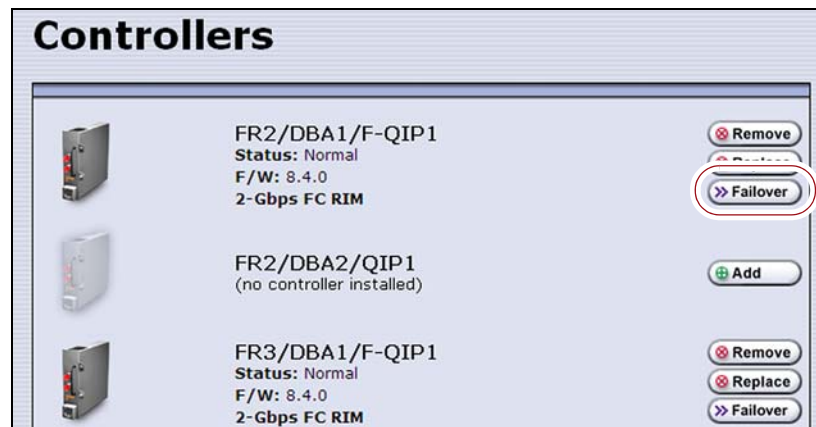 Controllers
FR2/DBA1/F-QIP1
Status: Normal
F/W: 8.4.0
2-Gbps FC RIM
Remove
Failover
FR2/DBA2/QIP1
(no controller installed)
Add
FR3/DBA1/F-QIP1
Status: Normal
F/W: 8.4.0
2-Gbps FC RIM
Remove
Replace
Failover